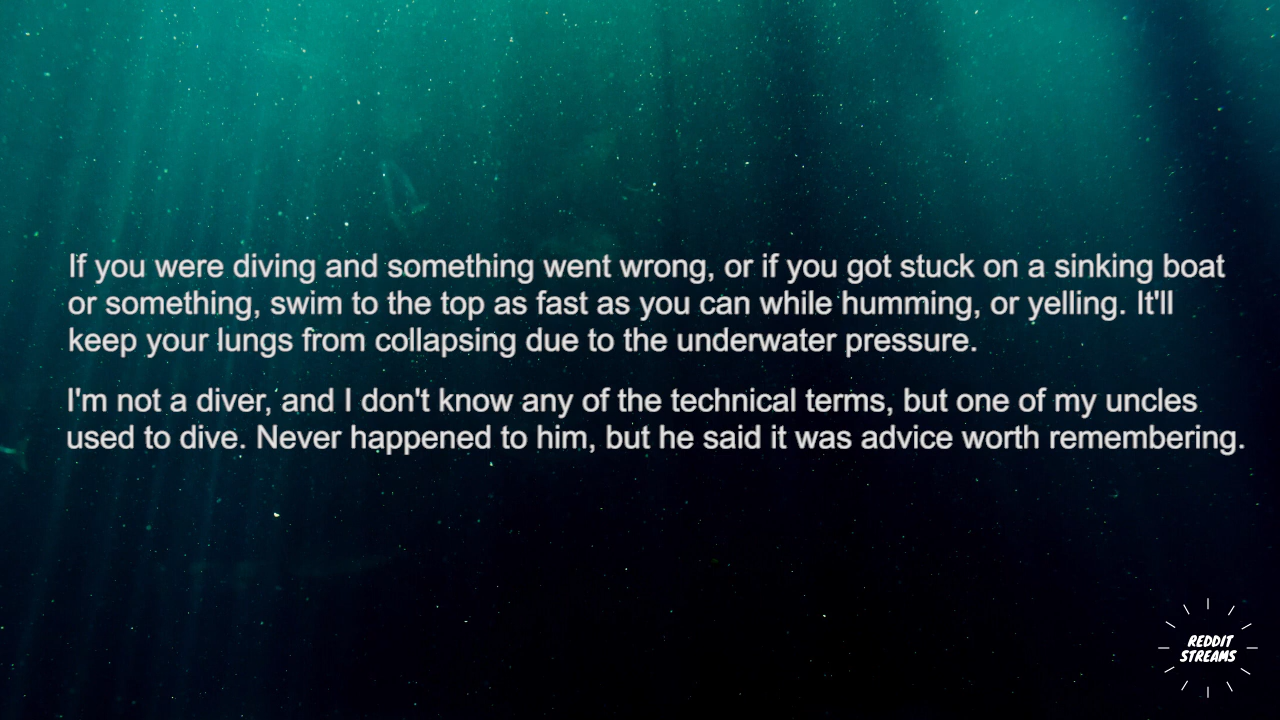 If you were diving and something went wrong, or if you got stuck on a sinking boat
or something, swim to the top as fast as you can while humming, or yelling. It'll
keep your lungs from collapsing due to the underwater pressure.
I'm not a diver, and I don't know any of the technical terms, but one of my uncles
used to dive. Never happened to him, but he said it was advice worth remembering.
REDDIT
STREAMS